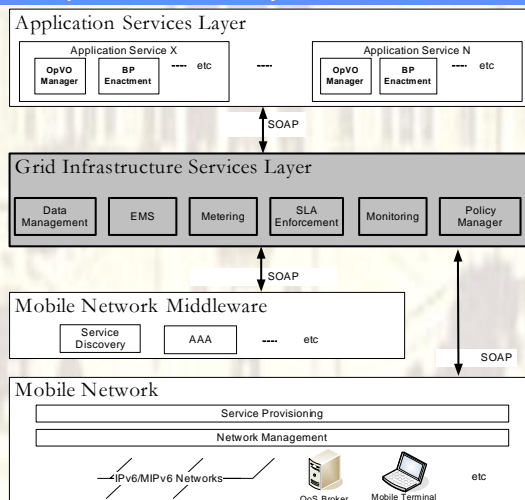 Application Services Layer
Application Service X
Application Service N
OpVO
Manager
BP
Enactment
etc
OpVO
Manager
BP
Enactment
etc
SOAP
Grid Infrastructure Services Layer
Data
Management
EMS
Metering
SLA
Enforcement
Monitoring
Policy
Manager
SOAP
Mobile Network Middleware
Service
Discovery
AAA
etc
SOAP
Mobile Network
Service Provisioning
Network Management
IPv6/MIPv6 Networks
etc
QoS Broker
Mobile Terminal